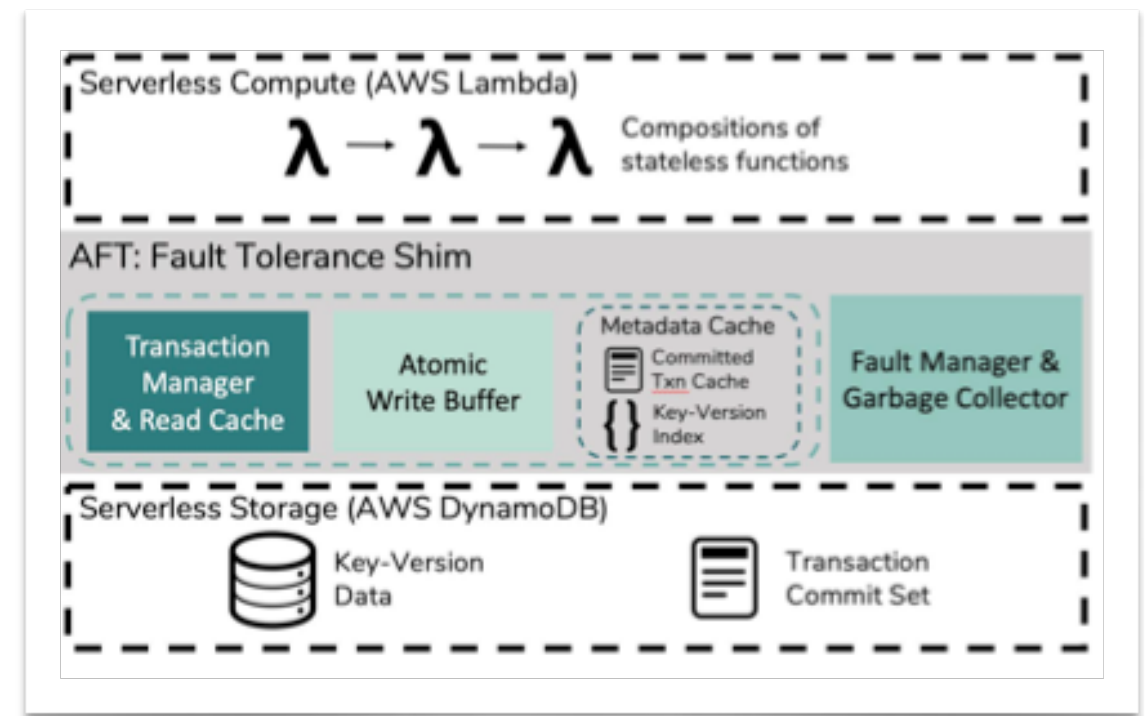 Serverless Compute (AWS Lambda)
λ → λ → λ
Compositions of
stateless functions
AFT: Fault Tolerance Shim
Transaction
Manager
& Read Cache
Atomic
Write Buffer
Metadata Cache
Committed
Txn Cache
{} Key-Version
Index
Fault Manager &
Garbage Collector
Serverless Storage (AWS DynamoDB)
Key-Version
Data
Transaction
Commit Set